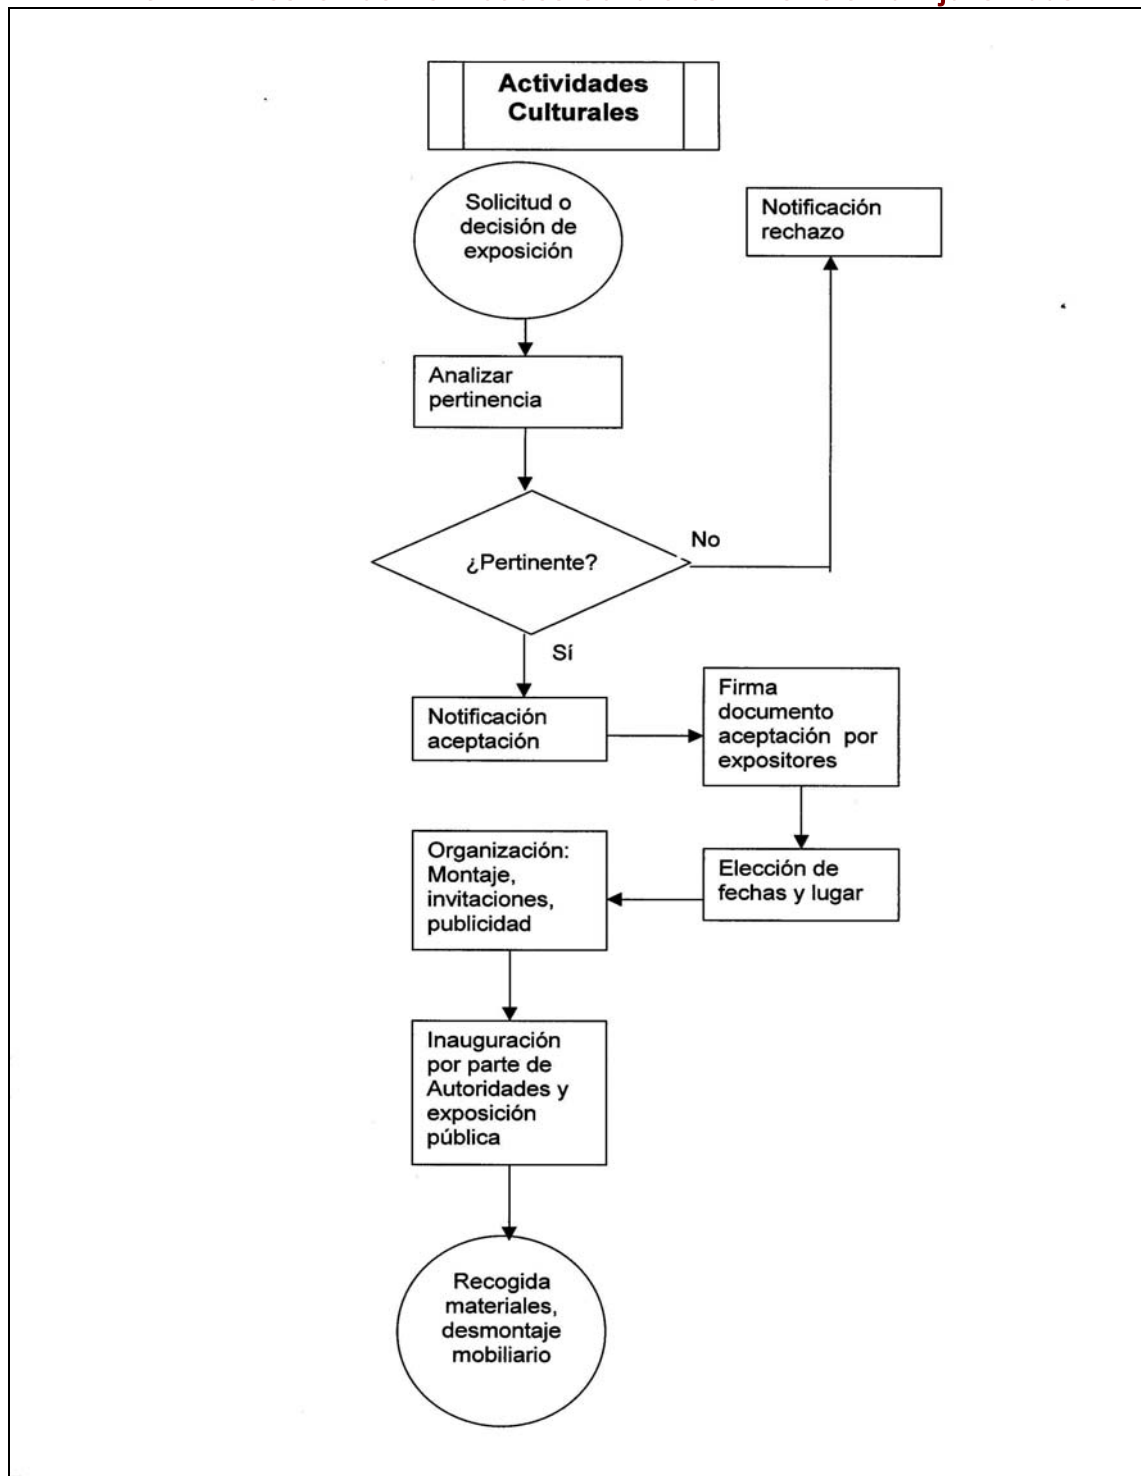 Actividades
Culturales
Solicitud o
decisión de
exposición
Notificación
rechazo
Analizar
pertinencia
¿Pertinente?
No
Sí
Notificación
aceptación
Firma
documento
aceptación por
expositores
Organización:
Montaje,
invitaciones,
publicidad
Elección de
fechas y lugar
Inauguración
por parte de
Autoridades y
exposición
pública
Recogida
materiales,
desmontaje
mobiliario